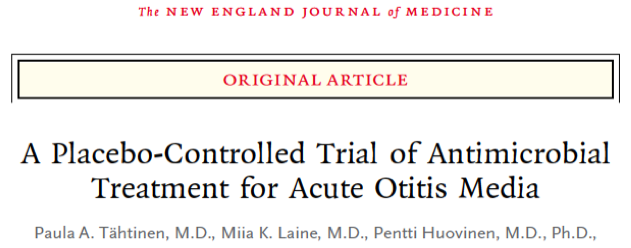 The NEW ENGLAND JOURNAL of MEDICINE
ORIGINAL ARTICLE
A Placebo-Controlled Trial of Antimicrobial
Treatment for Acute Otitis Media
Paula A. Tähtinen, M.D., Miia K. Laine, M.D., Pentti Huovinen, M.D., Ph.D.,